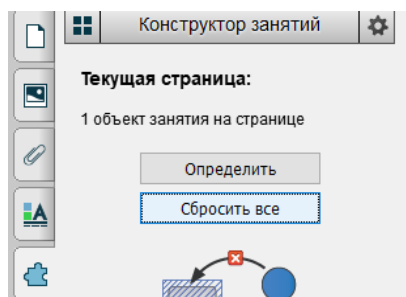 Конструктор занятий
Текущая страница:
1 объект занятия на странице
Определить
Сбросить все
A